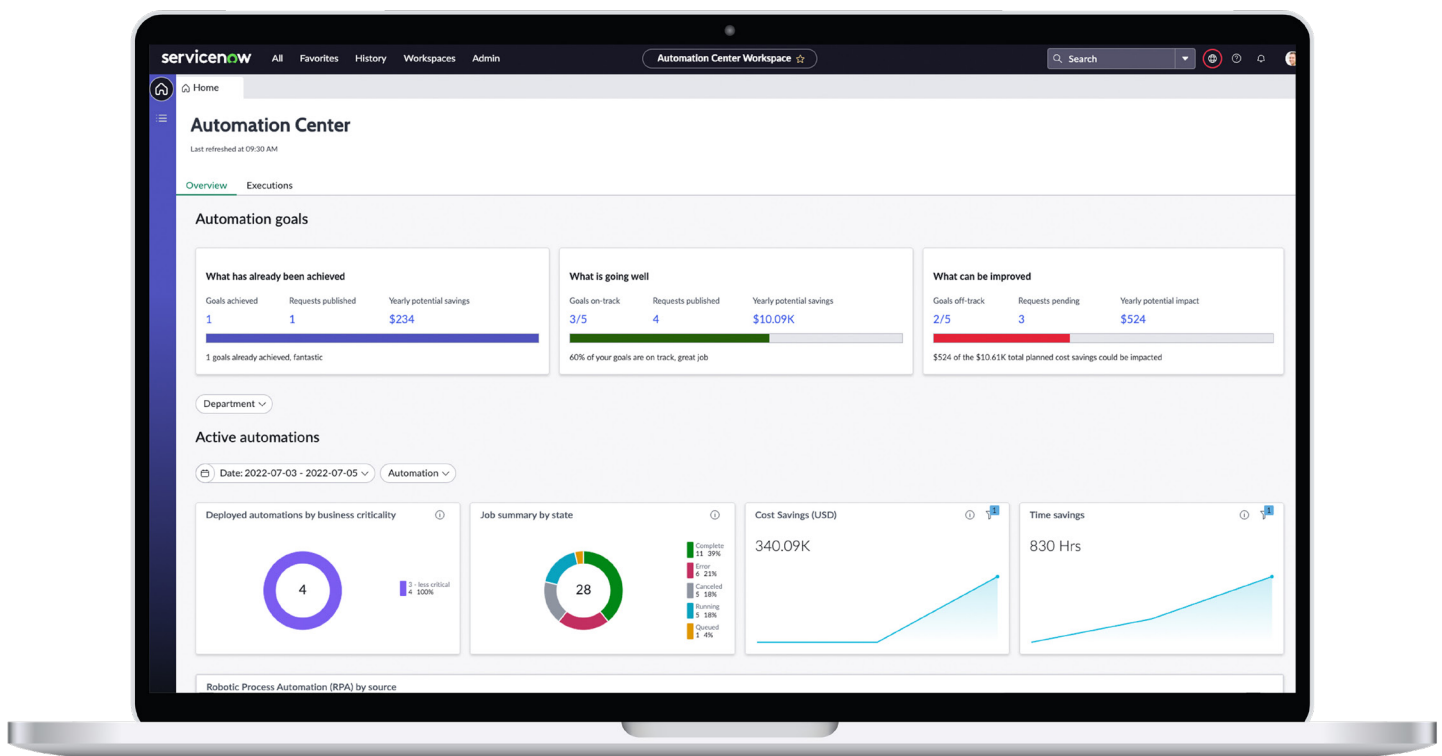 servicenow All Favorites History Workspaces Admin Automation Center Workspace Search
Home
Automation Center
Last refreshed at 09:30 AM
Overview Executions
Automation goals
What has already been achieved
Goals achieved Requests published Yearly potential savings
1 1 $234
1 goals already achieved, fantastic
What is going well
Goals on-track Requests published Yearly potential savings
3/5 4 $10.09K
60% of your goals are on track, great job
What can be improved
Goals off-track Requests pending Yearly potential impact
2/5 3 $524
$524 of the $10.61K total planned cost savings could be impacted
Department
Active automations
Date: 2022-07-03 - 2022-07-05 Automation
Deployed automations by business criticality
4
3 - less critical
4 100%
Job summary by state
28
Complete
11 39%
Error
6 21%
Canceled
5 18%
Running
5 18%
Queued
1 4%
Cost Savings (USD) 1
340.09K
Time savings 1
830 Hrs
Robotic Process Automation (RPA) by source